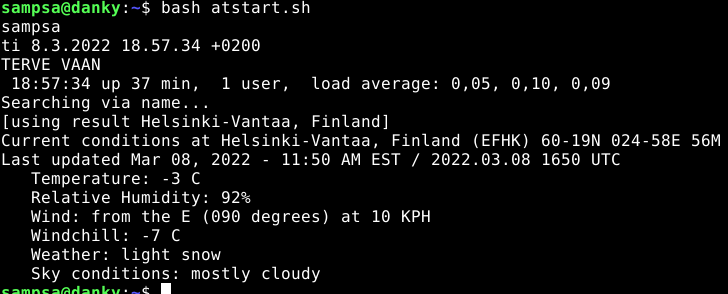 sampsa@danky:~$ bash atstart.sh
sampsa
ti 8.3.2022 18.57.34 +0200
TERVE VAAN
 18:57:34 up 37 min,  1 user,  load average: 0,05, 0,10, 0,09
Searching via name...
[using result Helsinki-Vantaa, Finland]
Current conditions at Helsinki-Vantaa, Finland (EFHK) 60-19N 024-58E 56M
Last updated Mar 08, 2022 - 11:50 AM EST / 2022.03.08 1650 UTC
   Temperature: -3 C
   Relative Humidity: 92%
   Wind: from the E (090 degrees) at 10 KPH
   Windchill: -7 C
   Weather: light snow
   Sky conditions: mostly cloudy
sampsa@danky:~$